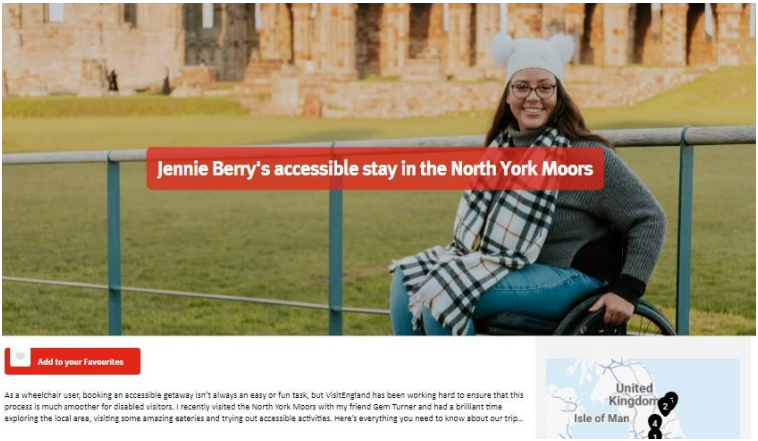 Jennie Berry's accessible stay in the North York Moors
Add to your Favourites
As a wheelchair user, booking an accessible getaway isn't always an easy or fun task, but VisitEngland has been working hard to ensure that this
process is much smoother for disabled visitors. I recently visited the North York Moors with my friend Gem Turner and had a brilliant time
exploring the local area, visiting some amazing eateries and trying out accessible activities. Here's everything you need to know about our trip...
United
Kingdom
2
Isle of Man
4